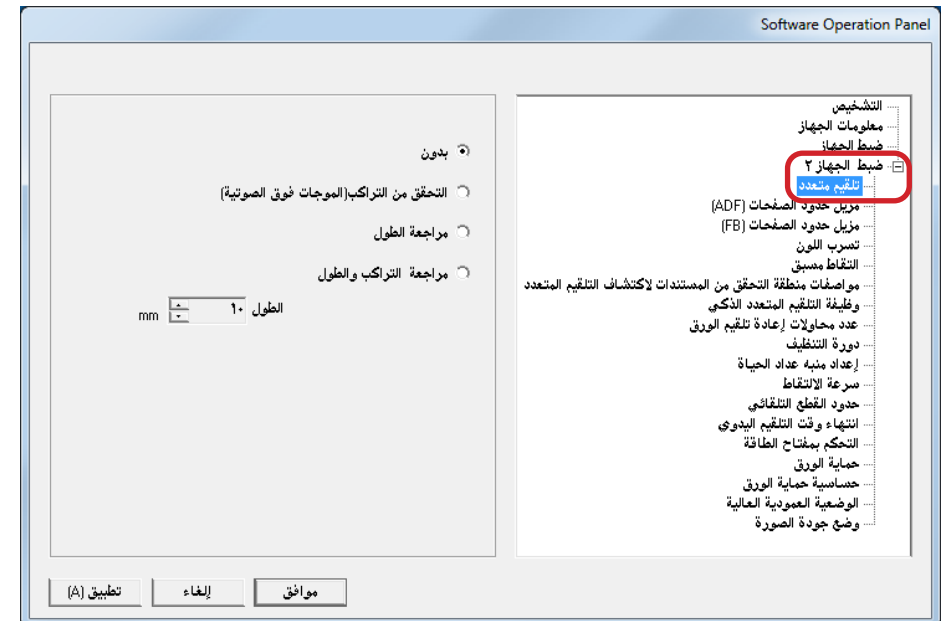 Software Operation Panel
التشخيص
معلومات الجهاز
ضبط الجهاز
ضبط الجهاز ٢
تلقيم متعدد
مزيل حدود الصفحات (ADF)
مزيل حدود الصفحات (FB)
تسرب اللون
التقاط مسبق
مواصفات منطقة التحقق من المستندات لاكتشاف التلقيم المتعدد
وظيفة التلقيم المتعدد الذكي
عدد محاولات إعادة تلقيم الورق
دورة التنظيف
إعداد منبه عداد الحياة
سرعة الالتقاط
حدود القطع التلقائي
انتهاء وقت التلقيم اليدوي
التحكم بمفتاح الطاقة
حماية الورق
حساسية حماية الورق
الوضعية العمودية العالية
وضع جودة الصورة
بدون
التحقق من التراكب(الموجات فوق الصوتية)
مراجعة الطول
مراجعة التراكب والطول
الطول ١٠ mm
موافق
إلغاء
تطبيق (A)